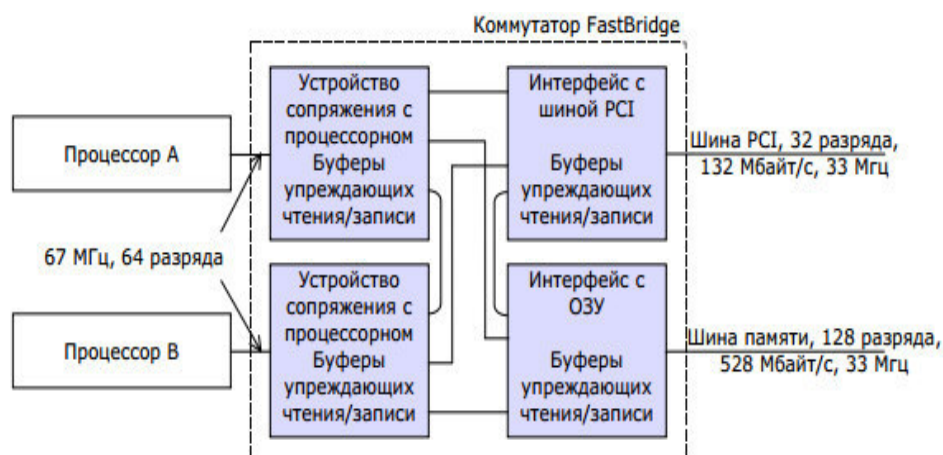 Коммутатор FastBridge
Устройство
сопряжения с
процессорном
Буферы
упреждающих
чтения/записи
Интерфейс с
шиной PCI
Буферы
упреждающих
чтения/записи
Процессор А
Шина PCI, 32 разряда,
132 Мбайт/с, 33 Мгц
67 МГц, 64 разряда
Устройство
сопряжения с
процессорном
Буферы
упреждающих
чтения/записи
Интерфейс с
ОЗУ
Буферы
упреждающих
чтения/записи
Процессор В
Шина памяти, 128 разряда,
528 Мбайт/с, 33 Мгц